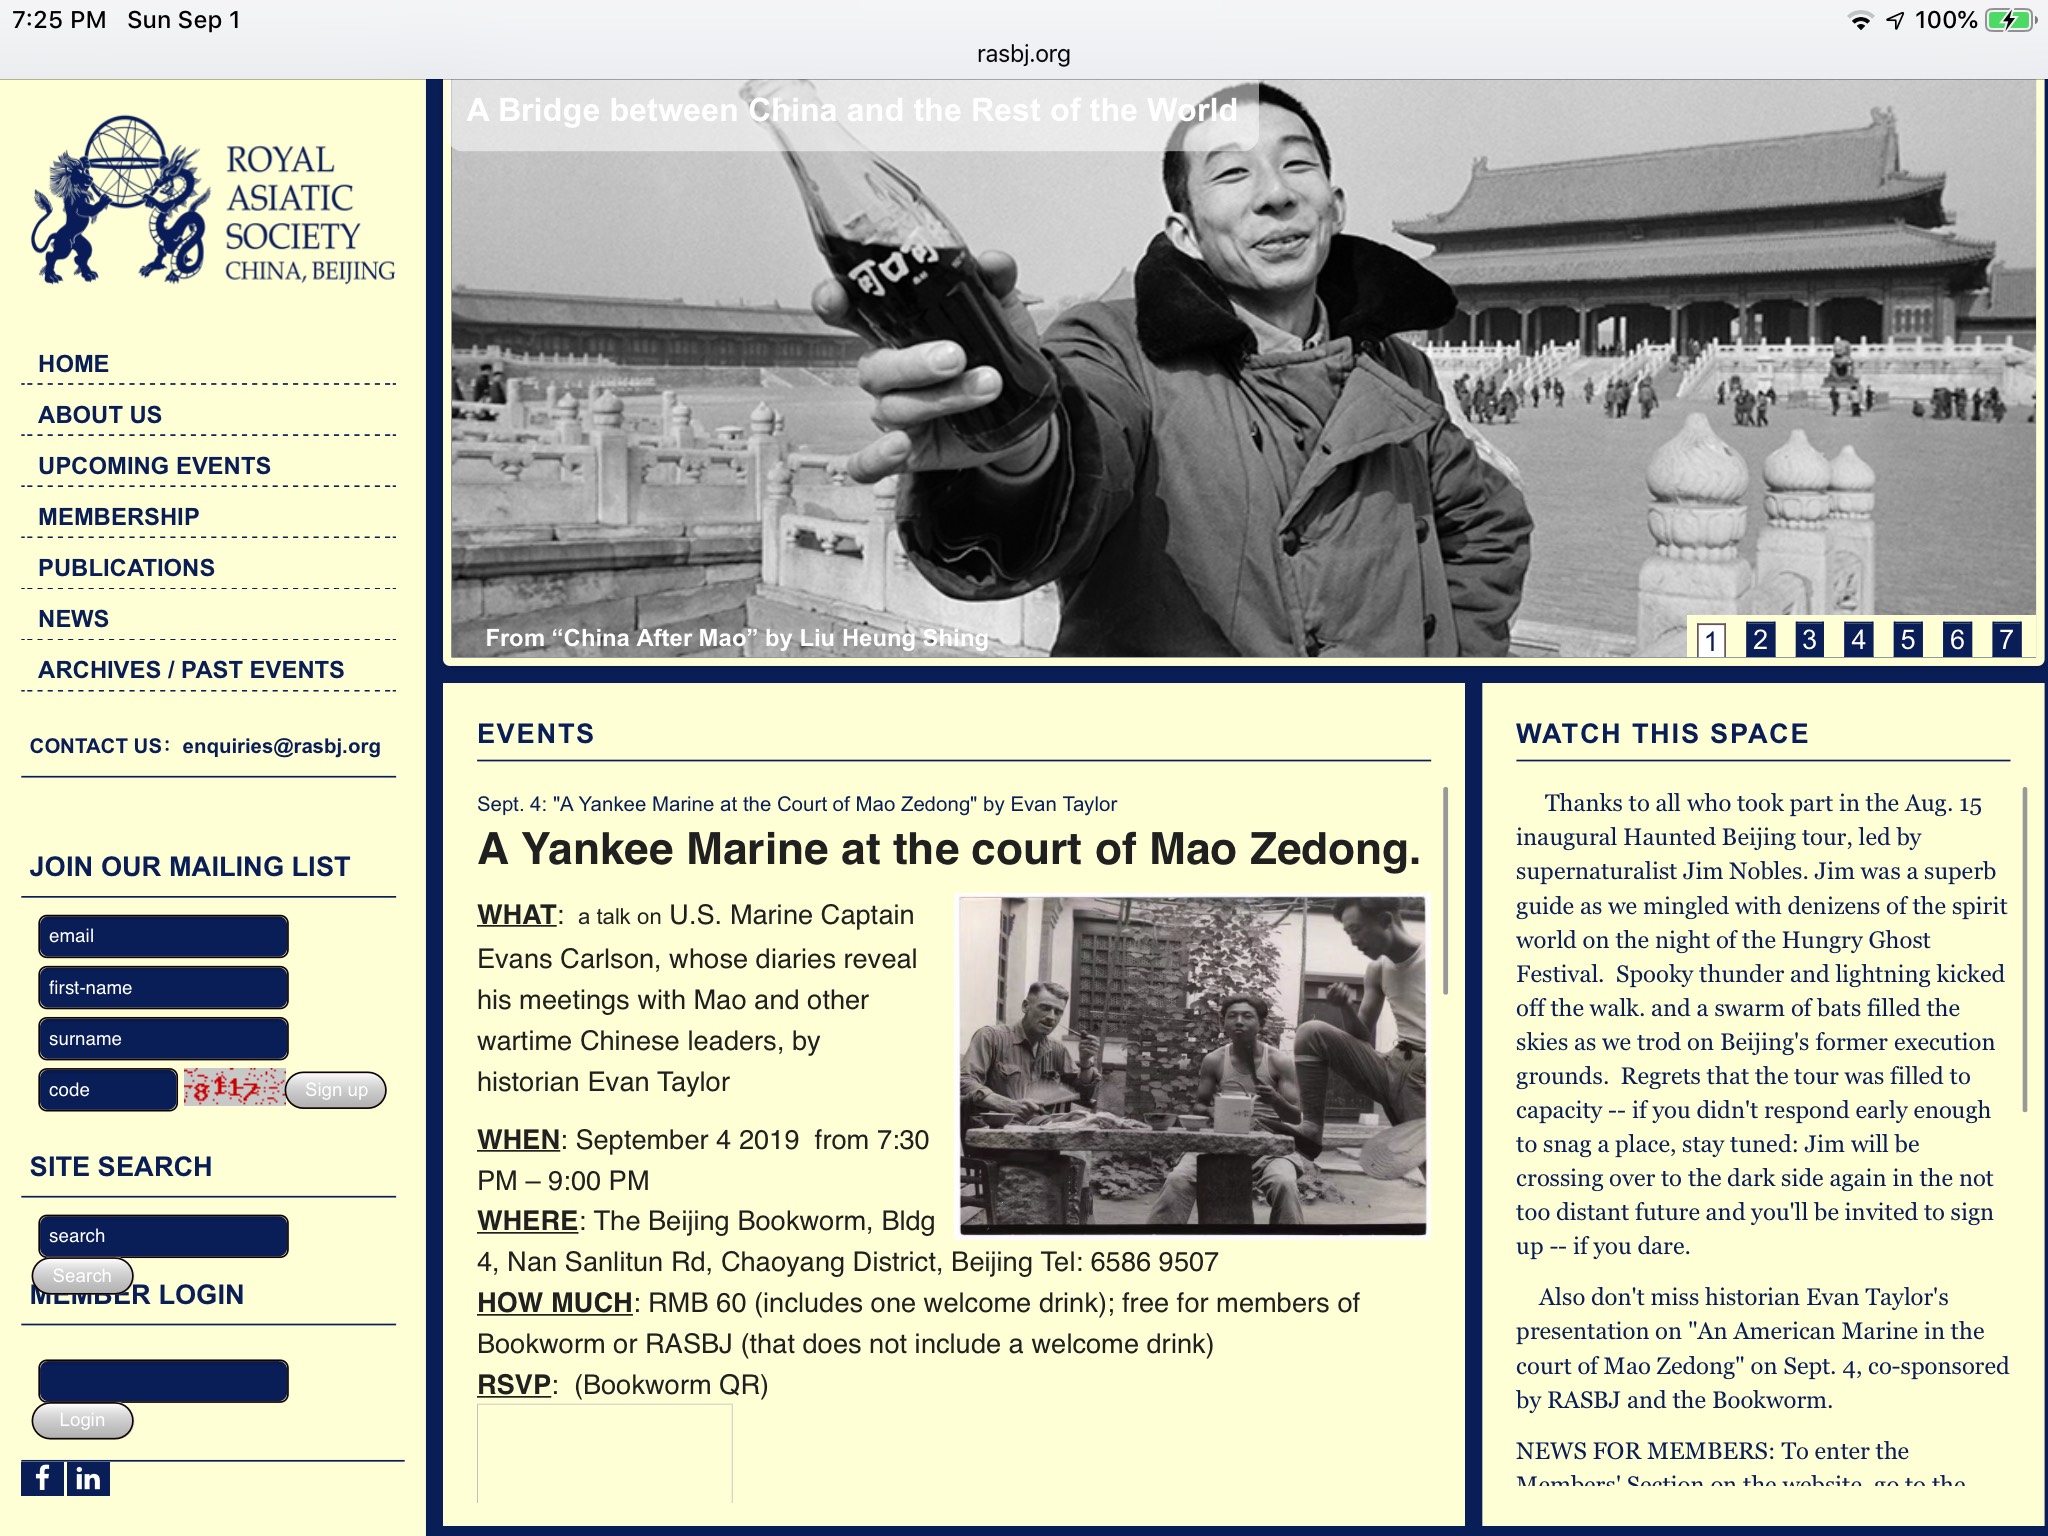 7:25 PM Sun Sep 1
100%
rasbj.org
ROYAL
ASIATIC
SOCIETY
CHINA, BEIJING
HOME
ABOUT US
UPCOMING EVENTS
MEMBERSHIP
PUBLICATIONS
NEWS
ARCHIVES / PAST EVENTS
CONTACT US: enquiries@rasbj.org
JOIN OUR MAILING LIST
email
first-name
surname
code
8117
Sign up
SITE SEARCH
search
Search
MEMBER LOGIN
Login
f in
A Bridge between China and the Rest of the World
可口可
From “China After Mao” by Liu Heung Shing
1 2 3 4 5 6 7
EVENTS
Sept. 4: "A Yankee Marine at the Court of Mao Zedong" by Evan Taylor
A Yankee Marine at the court of Mao Zedong.
WHAT: a talk on U.S. Marine Captain
Evans Carlson, whose diaries reveal
his meetings with Mao and other
wartime Chinese leaders, by
historian Evan Taylor
WHEN: September 4 2019 from 7:30
PM – 9:00 PM
WHERE: The Beijing Bookworm, Bldg
4, Nan Sanlitun Rd, Chaoyang District, Beijing Tel: 6586 9507
HOW MUCH: RMB 60 (includes one welcome drink); free for members of
Bookworm or RASBJ (that does not include a welcome drink)
RSVP: (Bookworm QR)
WATCH THIS SPACE
Thanks to all who took part in the Aug. 15
inaugural Haunted Beijing tour, led by
supernaturalist Jim Nobles. Jim was a superb
guide as we mingled with denizens of the spirit
world on the night of the Hungry Ghost
Festival. Spooky thunder and lightning kicked
off the walk. and a swarm of bats filled the
skies as we trod on Beijing's former execution
grounds. Regrets that the tour was filled to
capacity -- if you didn't respond early enough
to snag a place, stay tuned: Jim will be
crossing over to the dark side again in the not
too distant future and you'll be invited to sign
up -- if you dare.
Also don't miss historian Evan Taylor's
presentation on "An American Marine in the
court of Mao Zedong" on Sept. 4, co-sponsored
by RASBJ and the Bookworm.
NEWS FOR MEMBERS: To enter the
Members' Section on the website, go to the